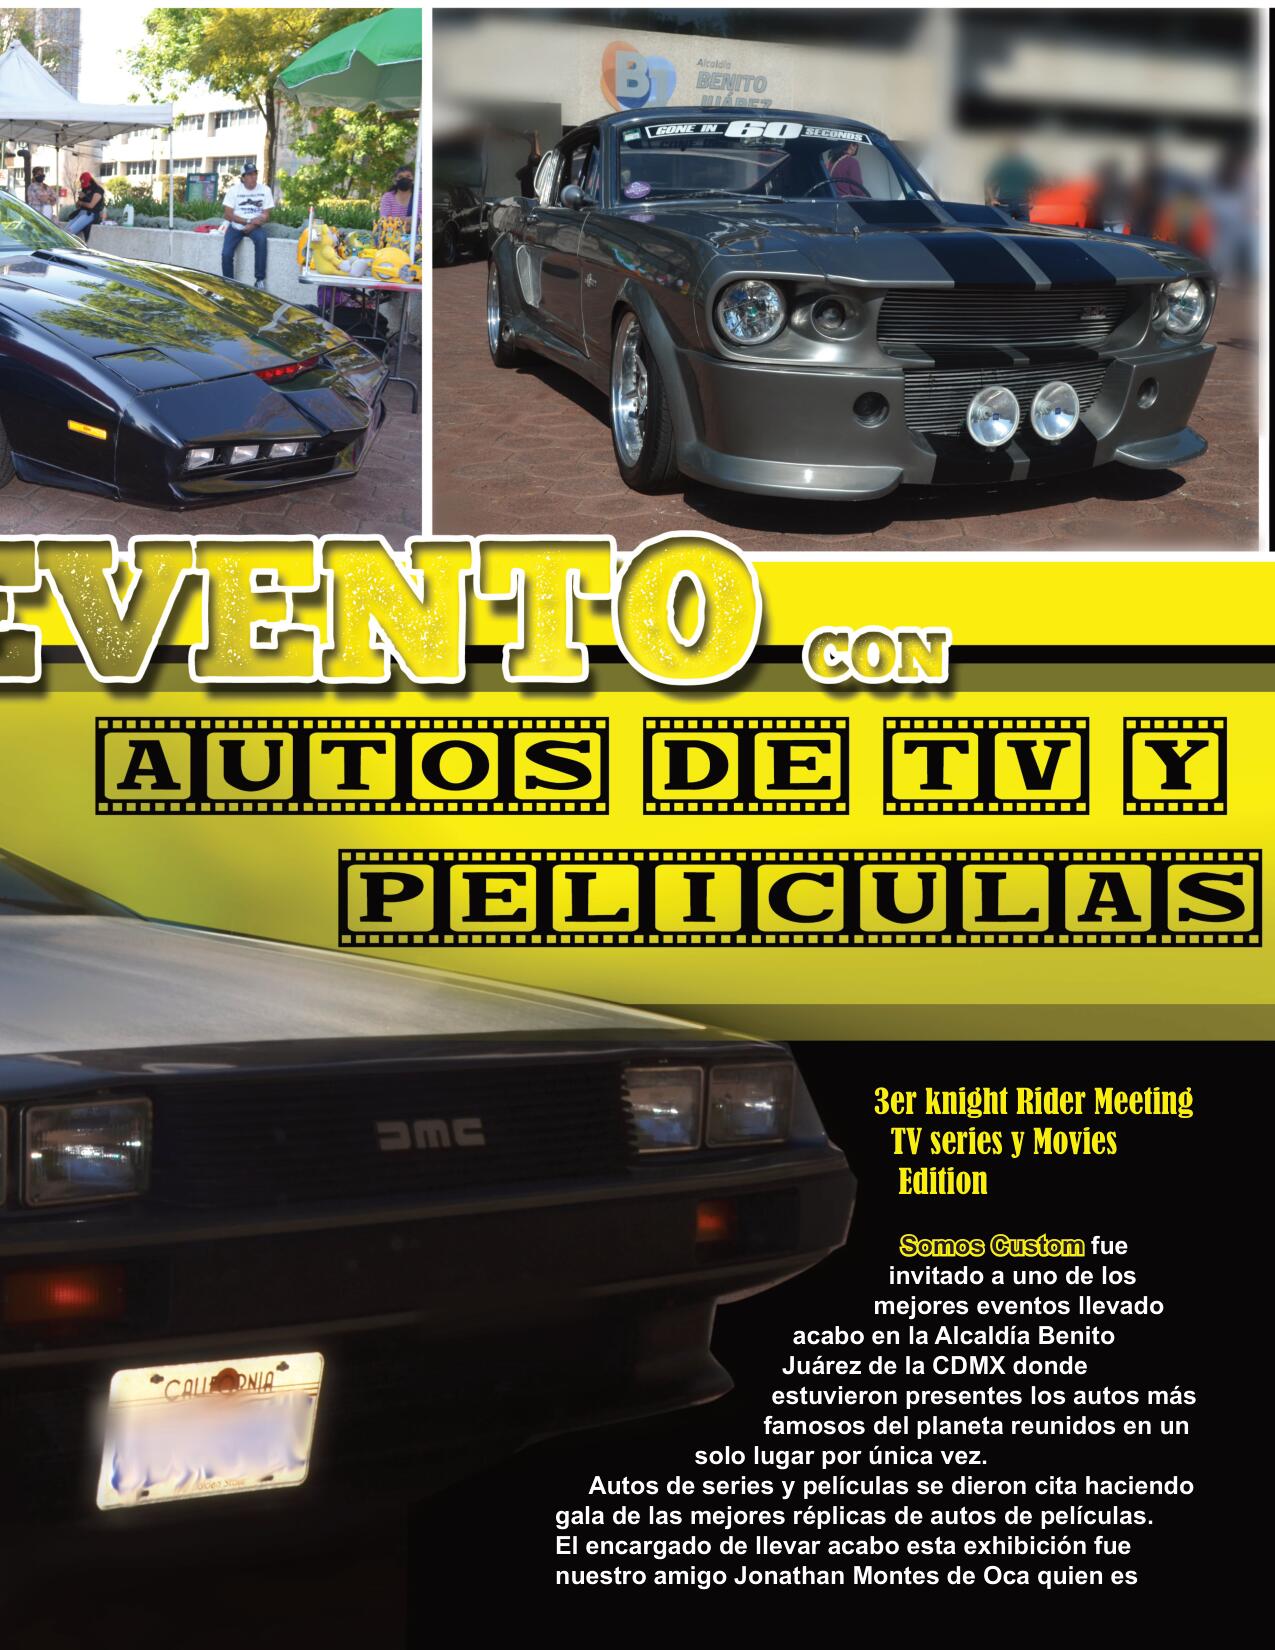 Alcaldía
BENITO
JUÁREZ
GONE IN 60 SECONDS
EVENTO CON
AUTOS DE TV Y
PELICULAS
DMC
CALIFORNIA
3er knight Rider Meeting
TV series y Movies
Edition
Somos Custom fue
invitado a uno de los
mejores eventos llevado
acabo en la Alcaldía Benito
Juárez de la CDMX donde
estuvieron presentes los autos más
famosos del planeta reunidos en un
solo lugar por única vez.
Autos de series y películas se dieron cita haciendo
gala de las mejores réplicas de autos de películas.
El encargado de llevar acabo esta exhibición fue
nuestro amigo Jonathan Montes de Oca quien es